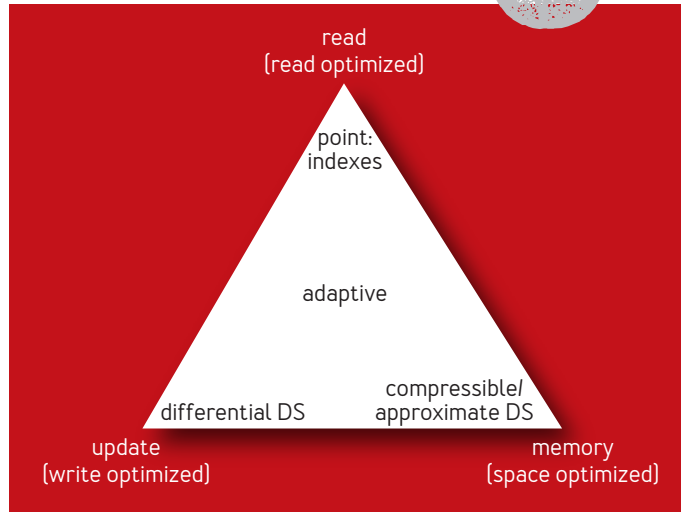 read
(read optimized)
point:
indexes
adaptive
differential DS
compressible/
approximate DS
update
(write optimized)
memory
(space optimized)